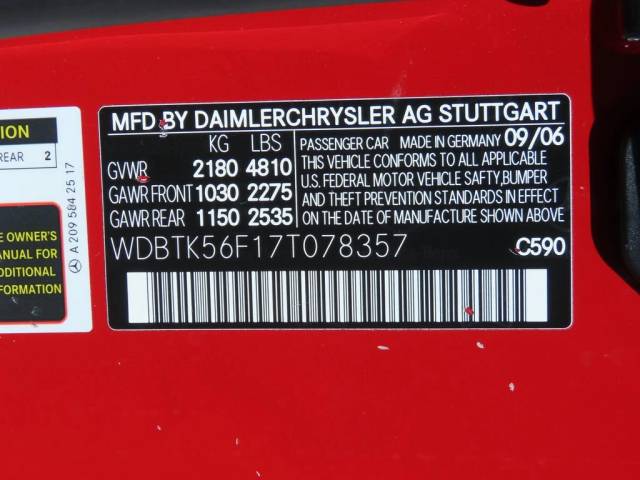 MFD BY DAIMLERCHRYSLER AG STUTTGART
KG LBS
GVWR 2180 4810
GAWR FRONT 1030 2275
GAWR REAR 1150 2535
PASSENGER CAR MADE IN GERMANY 09/06
THIS VEHICLE CONFORMS TO ALL APPLICABLE
U.S. FEDERAL MOTOR VEHICLE SAFTY,BUMPER
AND THEFT PREVENTION STANDARDS IN EFFECT
ON THE DATE OF MANUFACTURE SHOWN ABOVE
WDBTK56F17T078357
C590
ION
REAR 2
E OWNER'S
MANUAL FOR
ADDITIONAL
FORMATION
A 209 584 25 17